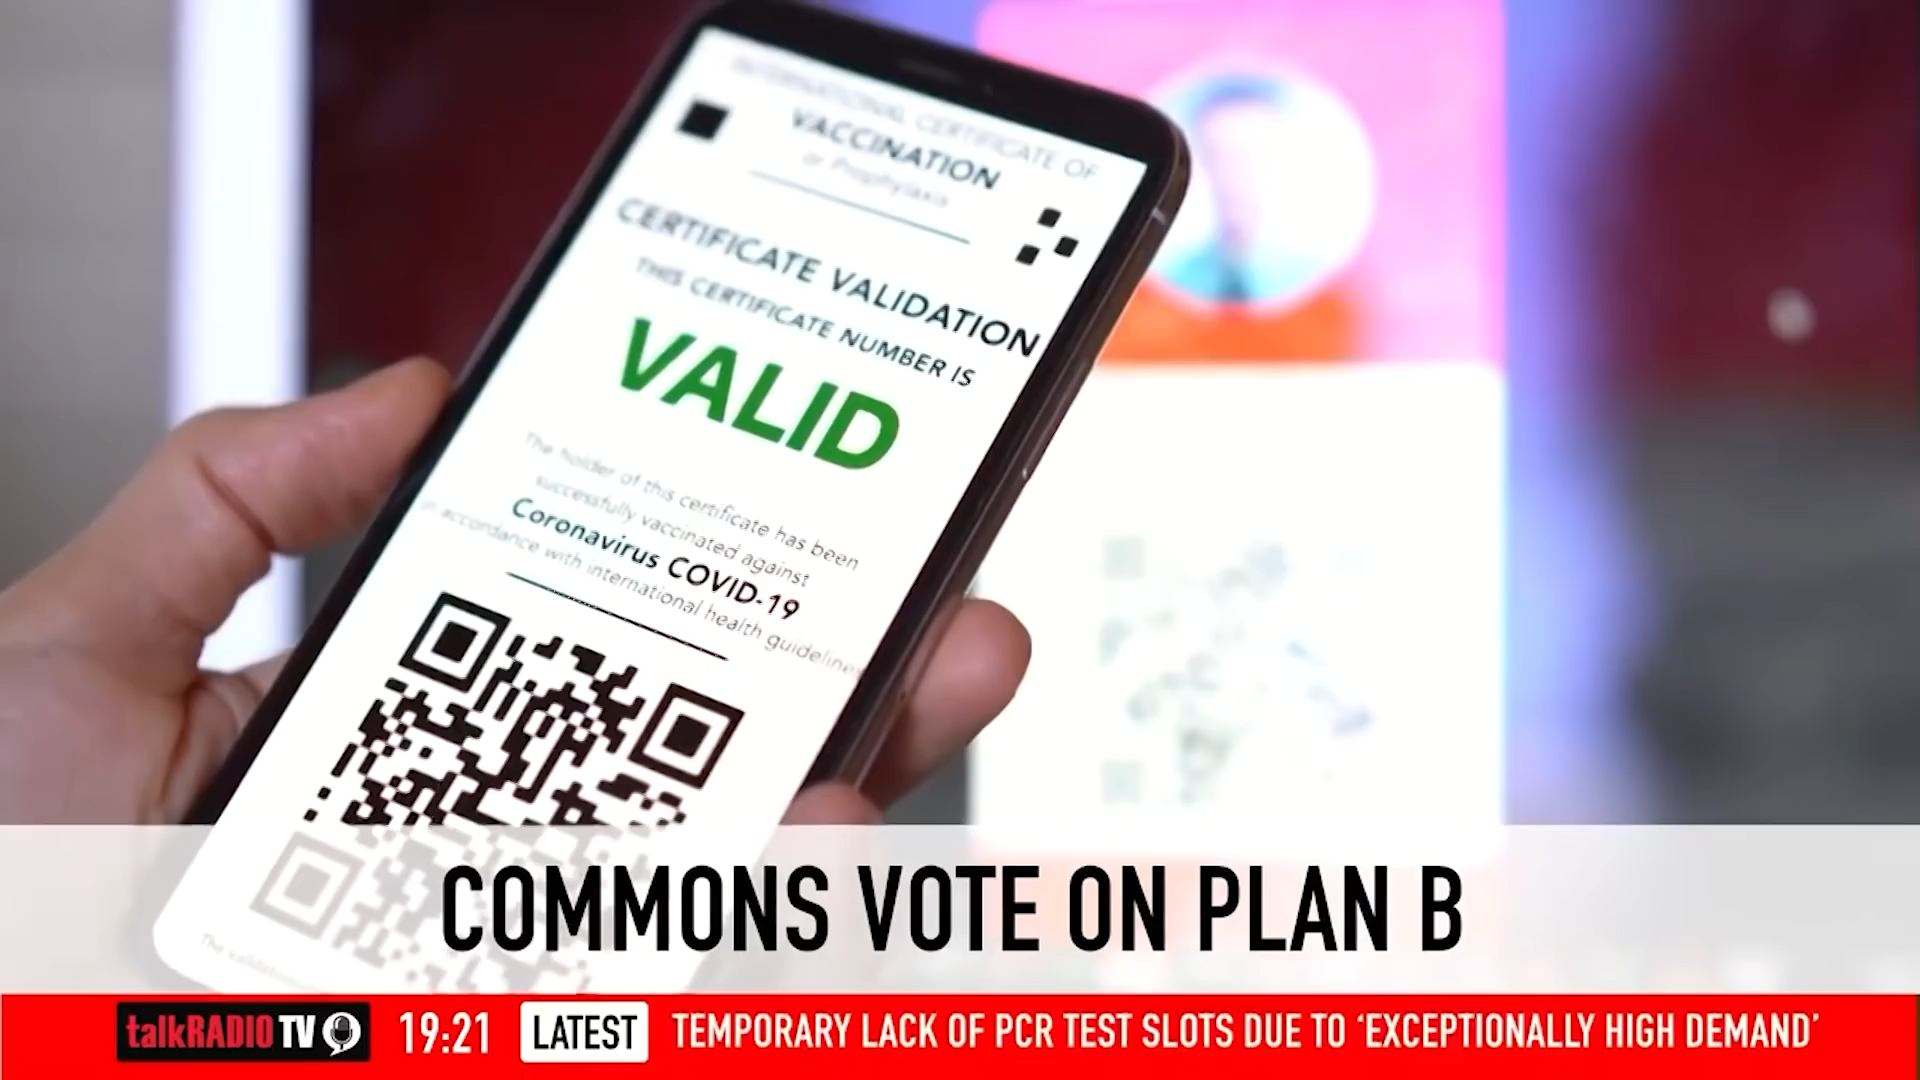 INTERNATIONAL CERTIFICATE OF
VACCINATION
or Prophylaxis
CERTIFICATE VALIDATION
THIS CERTIFICATE NUMBER IS
VALID
The holder of this certificate has been
successfully vaccinated against
Coronavirus COVID-19
in accordance with international health guidelines
The validation
COMMONS VOTE ON PLAN B
talkRADIO TV 19:21 LATEST TEMPORARY LACK OF PCR TEST SLOTS DUE TO ‘EXCEPTIONALLY HIGH DEMAND’